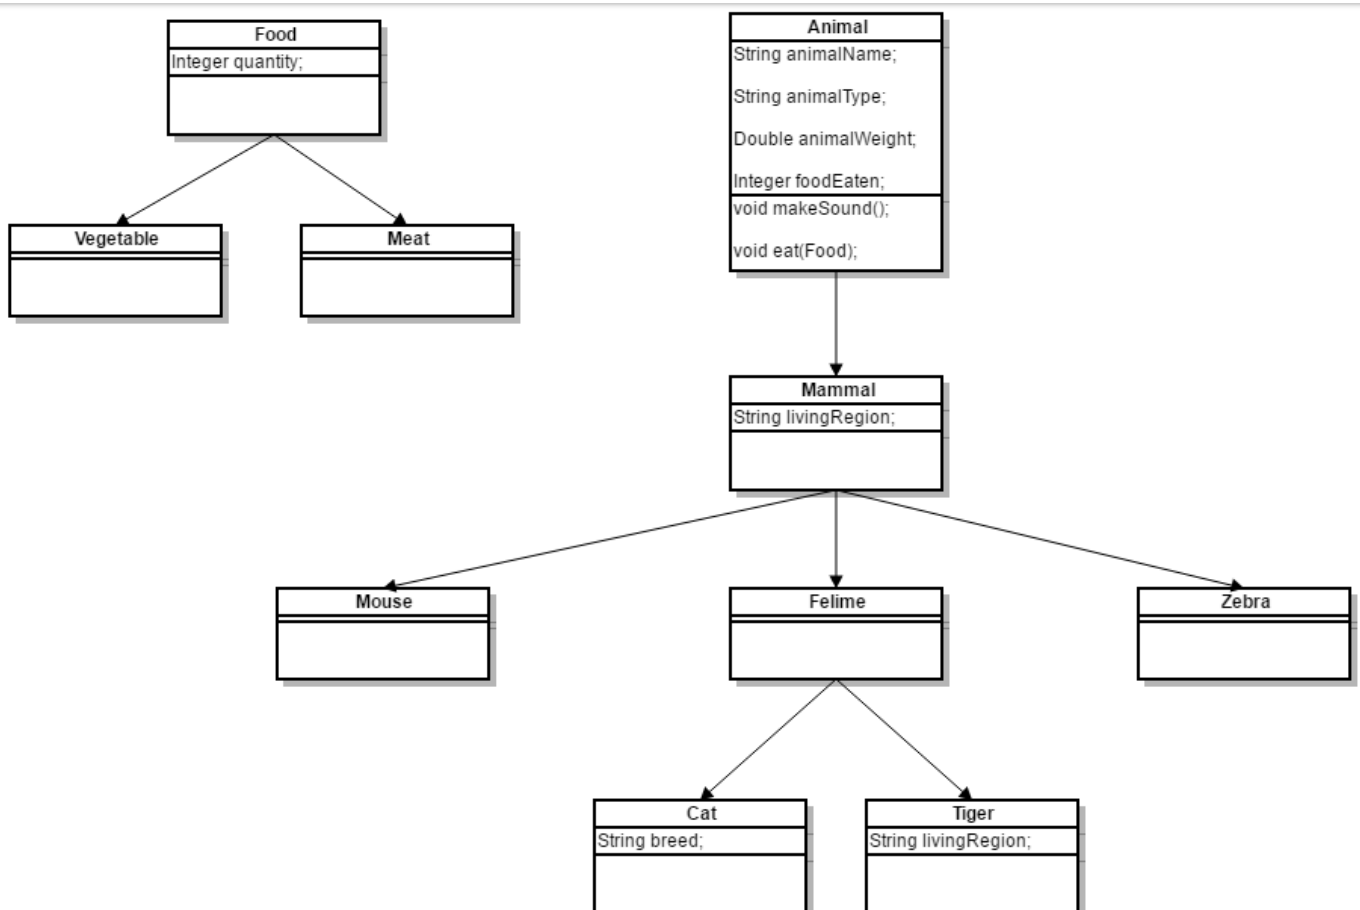 Food
Integer quantity;
Vegetable
Meat
Animal
String animalName;
String animalType;
Double animalWeight;
Integer foodEaten;
void makeSound();
void eat(Food);
Mammal
String livingRegion;
Mouse
Felime
Zebra
Cat
String breed;
Tiger
String livingRegion;